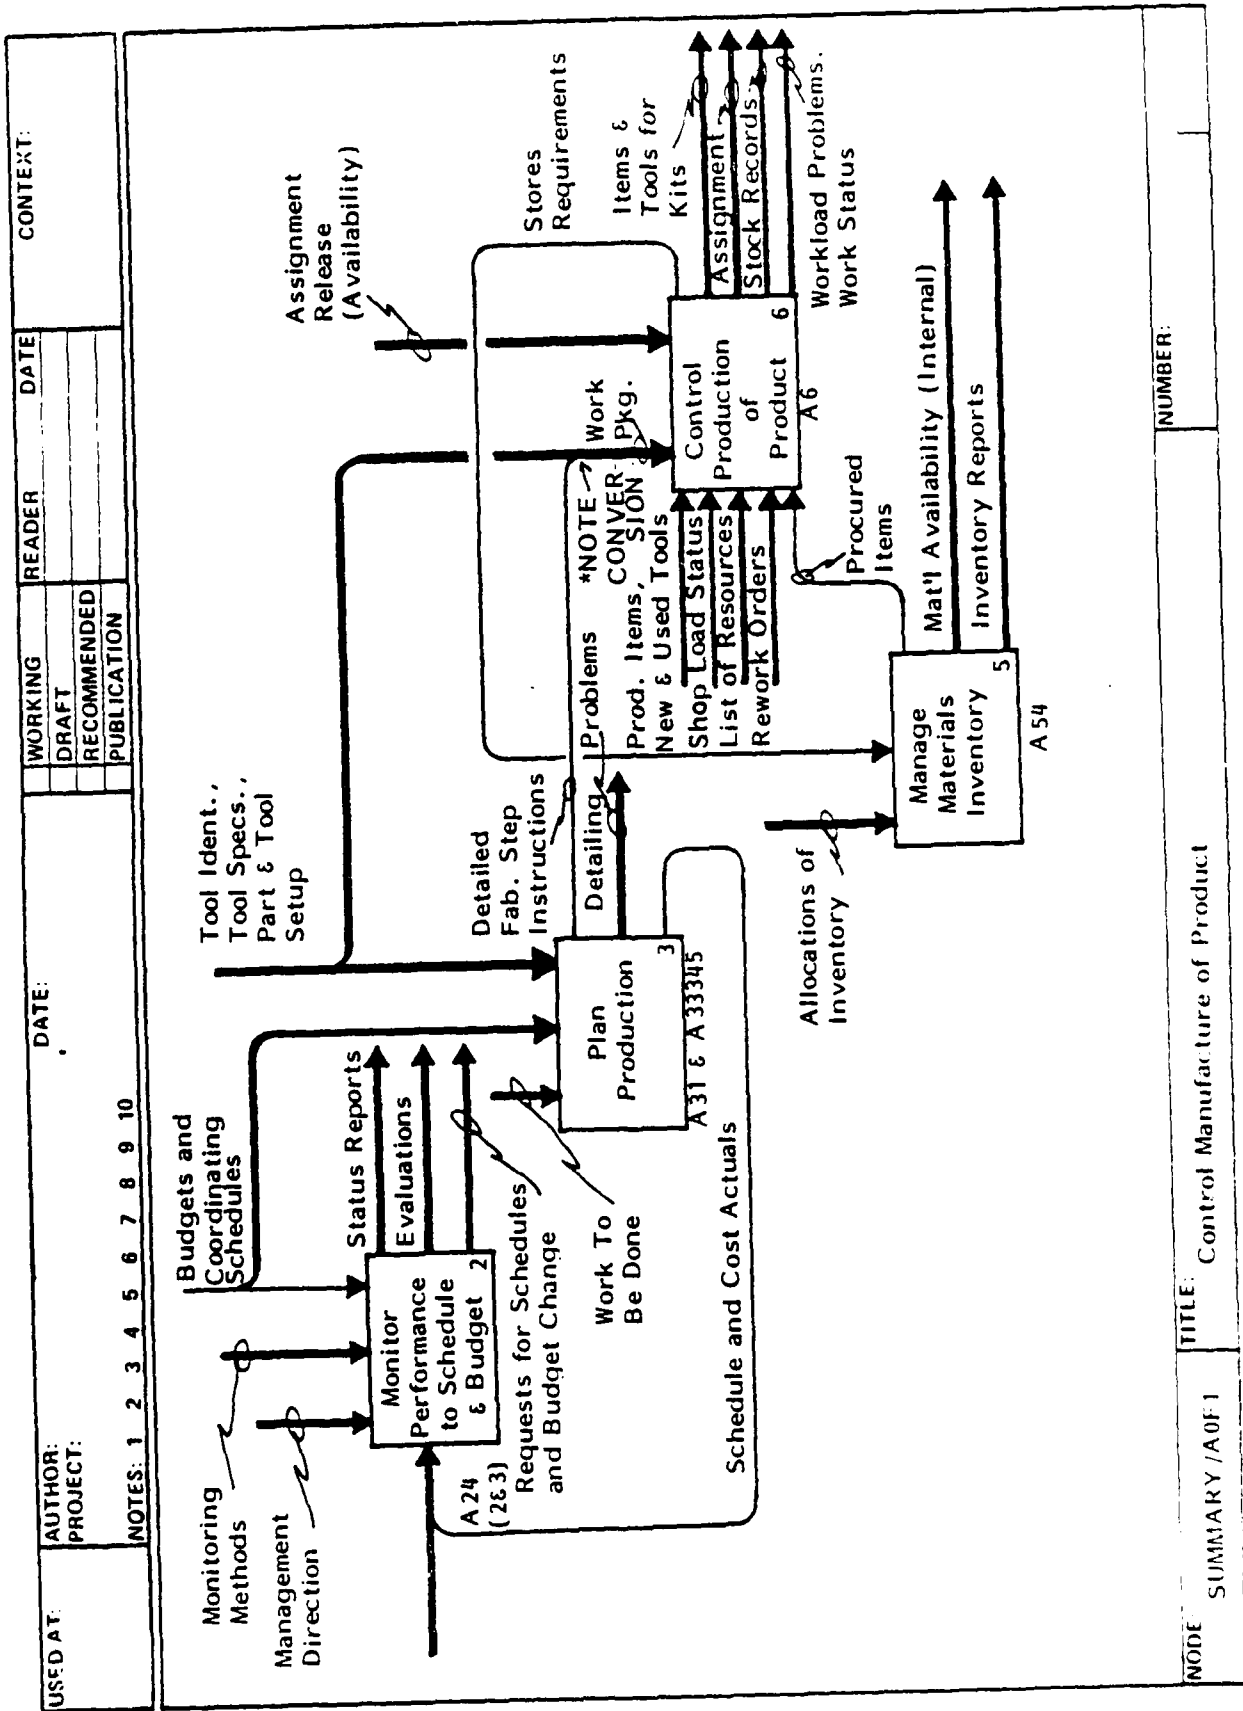 USED AT:
AUTHOR:
PROJECT:
NOTES: 1 2 3 4 5 6 7 8 9 10
DATE:
WORKING
DRAFT
RECOMMENDED
PUBLICATION
READER
DATE
CONTEXT:
Monitoring
Methods
Management
Direction
Budgets and
Coordinating
Schedules
Tool Ident.,
Tool Specs.,
Part & Tool
Setup
Assignment
Release
(Availability)
Monitor
Performance
to Schedule
& Budget
2
A24
(2&3)
Status Reports
Evaluations
Requests for Schedules
and Budget Change
Work To
Be Done
Plan
Production
3
A31 & A33345
Detailed
Fab. Step
Instructions
Detailing Problems
Schedule and Cost Actuals
Stores
Requirements
*NOTE
CONVER-
SION
Work
Pkg.
Prod. Items,
New & Used Tools
Shop Load Status
List of Resources
Rework Orders
Control
Production
of
Product
6
A6
Items &
Tools for
Kits
Assignment
Stock Records
Workload Problems.
Work Status
Procured
Items
Allocations of
Inventory
Manage
Materials
Inventory
5
A54
Mat'l Availability (Internal)
Inventory Reports
NODE
SUMMARY/A0F1
TITLE:
Control Manufacture of Product
NUMBER: